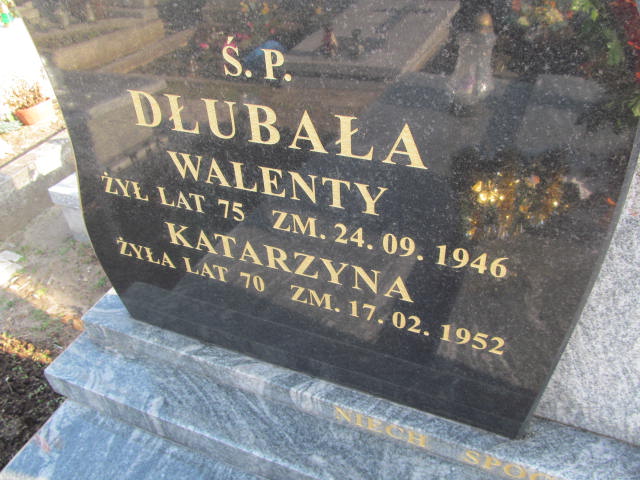 Ś.P.
DŁUBAŁA
WALENTY
ŻYŁ LAT 75 ZM. 24.09.1946
KATARZYNA
ŻYŁA LAT 70 ZM. 17.02.1952
NIECH